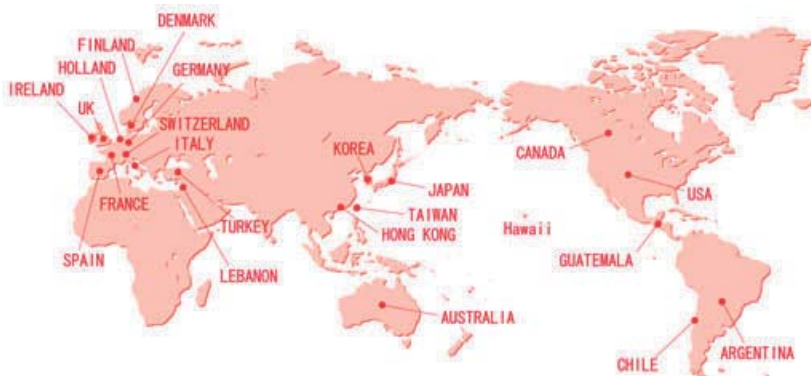 DENMARK
FINLAND
HOLLAND
GERMANY
IRELAND
UK
SWITZERLAND
ITALY
KOREA
CANADA
JAPAN
USA
FRANCE
TAIWAN
TURKEY
HONG KONG
Hawaii
SPAIN
LEBANON
GUATEMALA
AUSTRALIA
CHILE
ARGENTINA